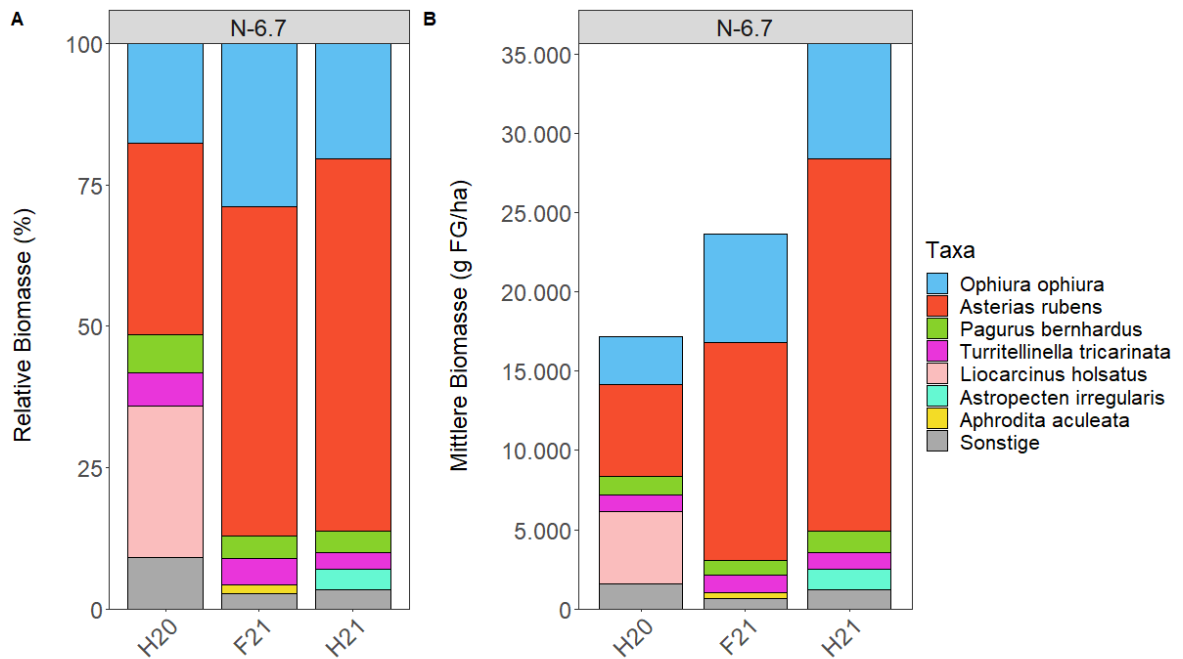 A
N-6.7
Relative Biomasse (%)
100
75
50
25
0
H20
F21
H21
B
N-6.7
Mittlere Biomasse (g FG/ha)
35.000
30.000
25.000
20.000
15.000
10.000
5.000
0
H20
F21
H21
Taxa
Ophiura ophiura
Asterias rubens
Pagurus bernhardus
Turritellinella tricarinata
Liocarcinus holsatus
Astropecten irregularis
Aphrodita aculeata
Sonstige